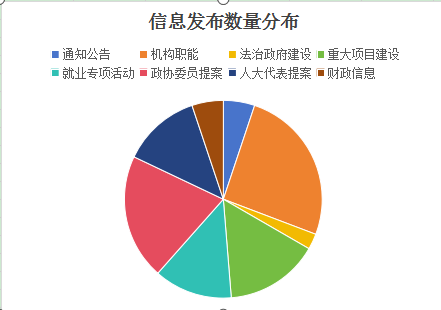 信息发布数量分布
通知公告 机构职能 法治政府建设 重大项目建设
就业专项活动 政协委员提案 人大代表提案 财政信息